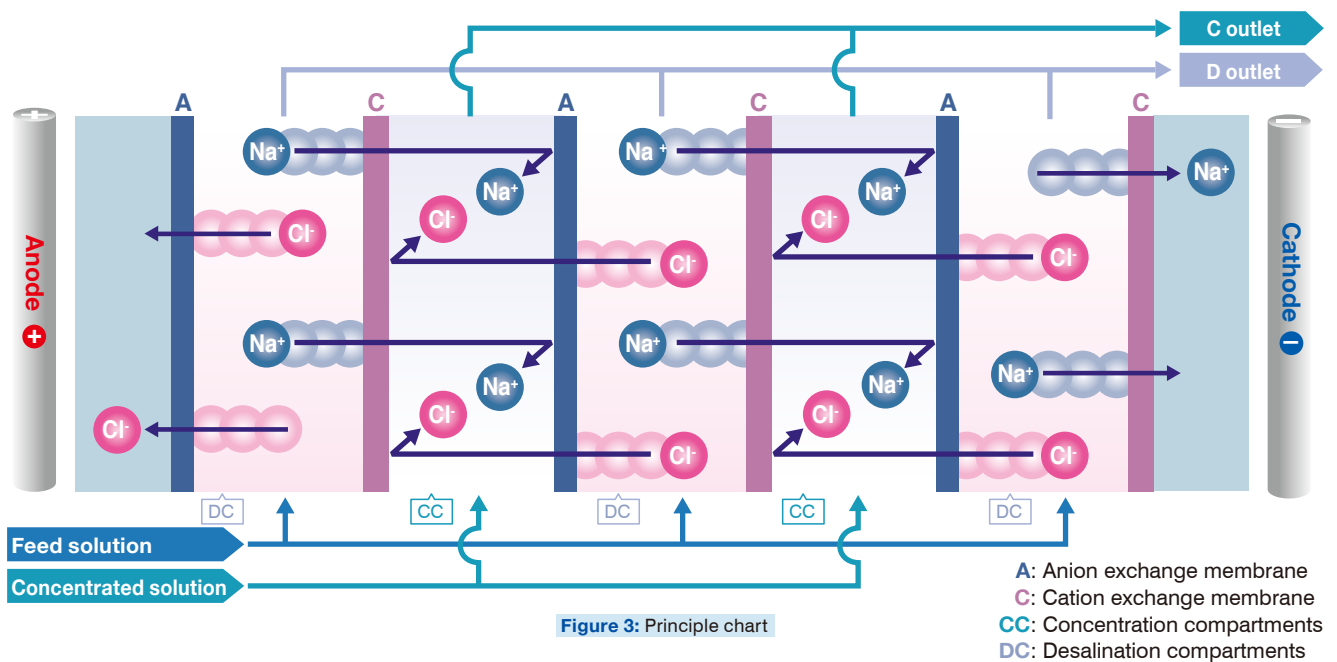 C outlet
D outlet
A C A C A C
+
−
Na⁺ Na⁺ Na⁺
Na⁺ Na⁺
Cl⁻ Cl⁻
Cl⁻
Cl⁻ Cl⁻
Anode +
Cathode −
Na⁺ Na⁺
Na⁺ Na⁺ Na⁺
Cl⁻ Cl⁻
Cl⁻
Cl⁻ Cl⁻
DC CC DC CC DC
Feed solution
Concentrated solution
A: Anion exchange membrane
C: Cation exchange membrane
CC: Concentration compartments
DC: Desalination compartments
Figure 3: Principle chart